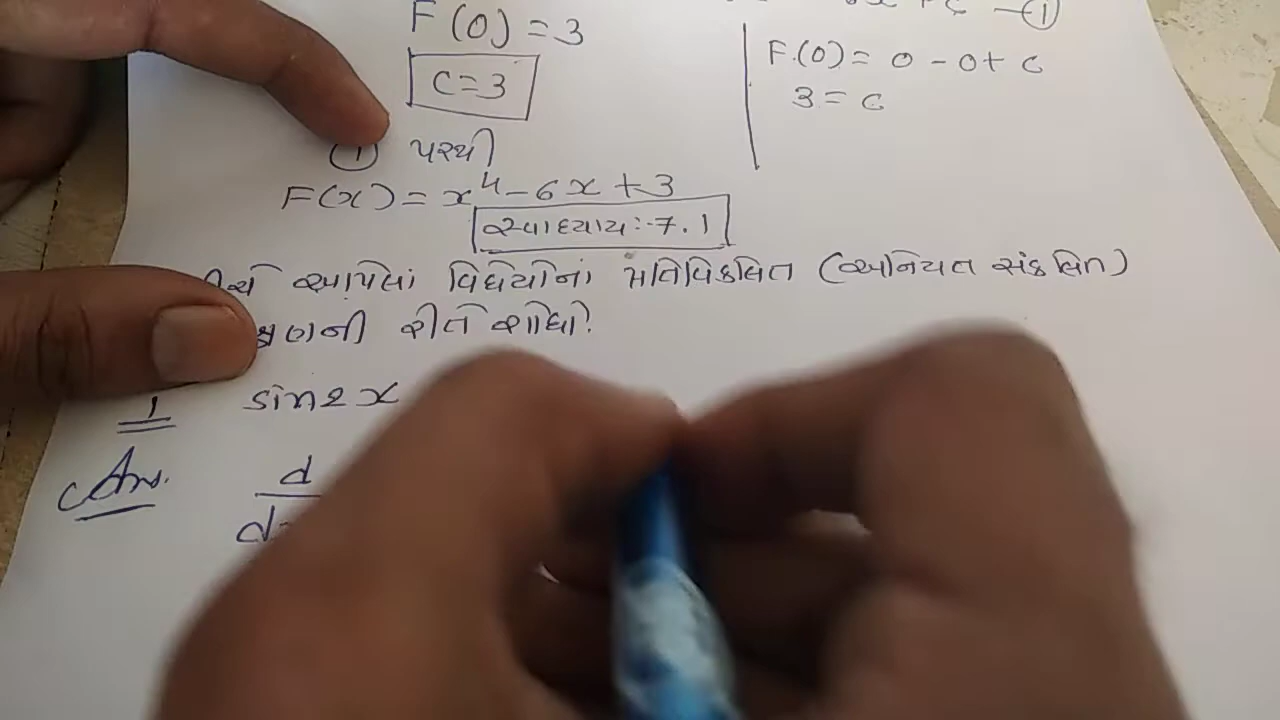 F(0) = 3
C = 3
F(0) = 0 - 0 + C
3 = C
① પરથી
F(x) = x⁴ - 6x + 3
સ્વાધ્યાય:-7.1
આપેલાં વિધેયોનાં પ્રતિવિકલિત (અનિયત સંકલિત)
રીતે શોધો.
1 sin2x
Ans. d